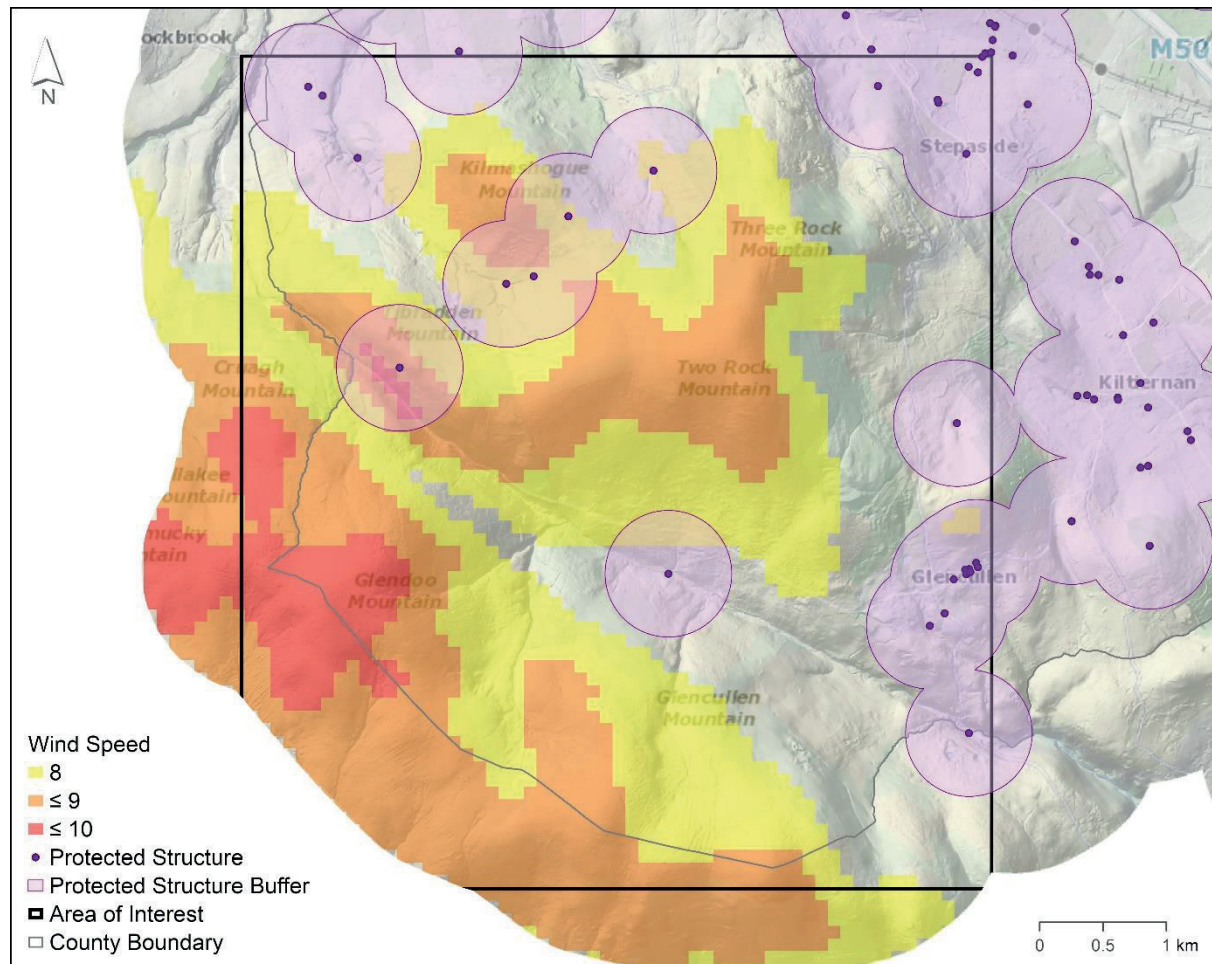 ockbrook
M50
N
Stepaside
Kilmashogue
Mountain
Three Rock
Mountain
Tibradden
Mountain
Cruagh
Mountain
Two Rock
Mountain
Kiltiernan
llakee
ountain
mucky
tain
Glendoo
Mountain
Glencullen
Glencullen
Mountain
Wind Speed
8
≤ 9
≤ 10
Protected Structure
Protected Structure Buffer
Area of Interest
County Boundary
0 0.5 1 km